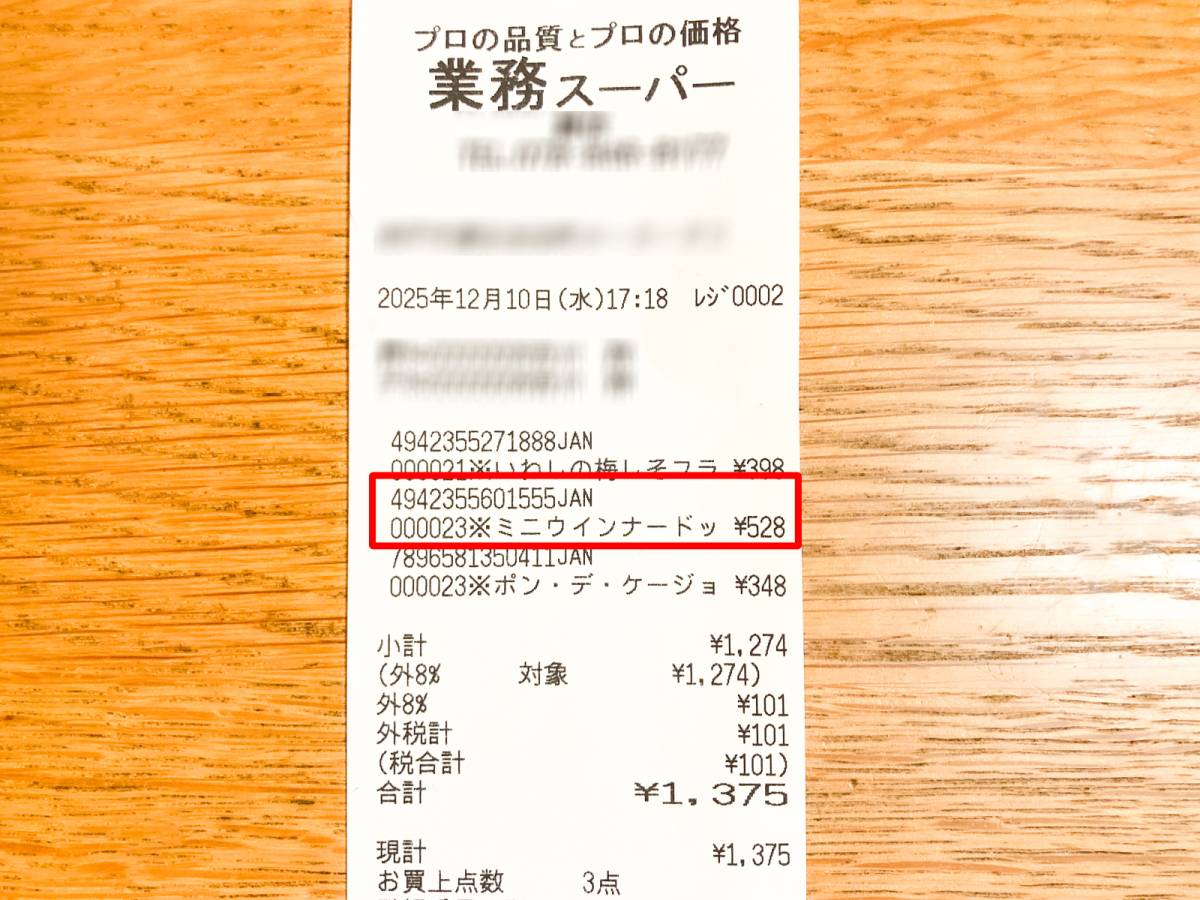 プロの品質とプロの価格
業務スーパー
2025年12月10日(水)17:18 ﾚｼﾞ0002
4942355271888JAN
000021※いわしの梅しそフラ ¥398
4942355601555JAN
000023※ミニウインナードッ ¥528
7896581350411JAN
000023※ポン・デ・ケージョ ¥348
小計 ¥1,274
(外8% 対象 ¥1,274)
外8% ¥101
外税計 ¥101
(税合計 ¥101)
合計 ¥1,375
現計 ¥1,375
お買上点数 3点